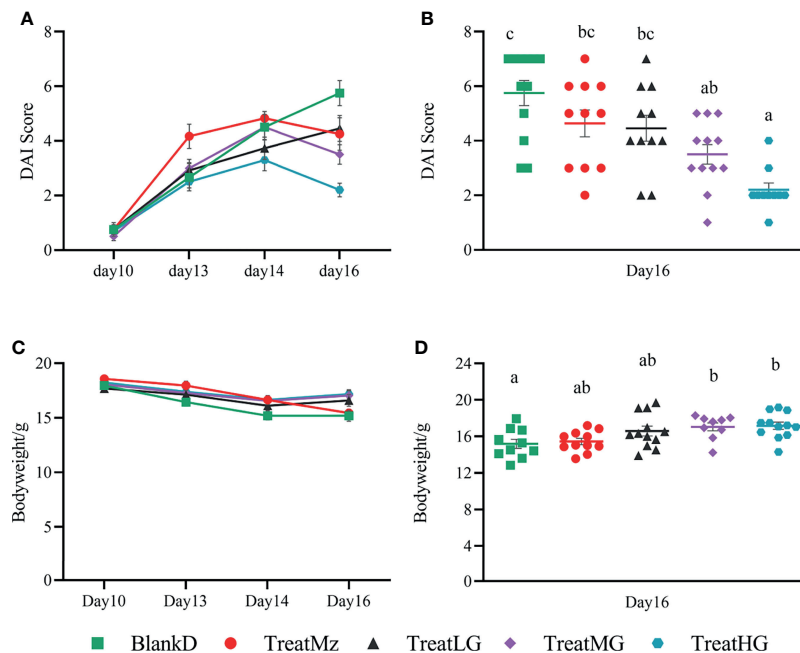 A
DAI Score
8
6
4
2
0
day10 day13 day14 day16
B
DAI Score
8
6
4
2
0
c bc bc ab a
Day16
C
Bodyweight/g
20
15
10
5
0
Day10 Day13 Day14 Day16
D
Bodyweight/g
24
20
16
12
8
4
0
a ab ab b b
Day16
BlankD TreatMz TreatLG TreatMG TreatHG